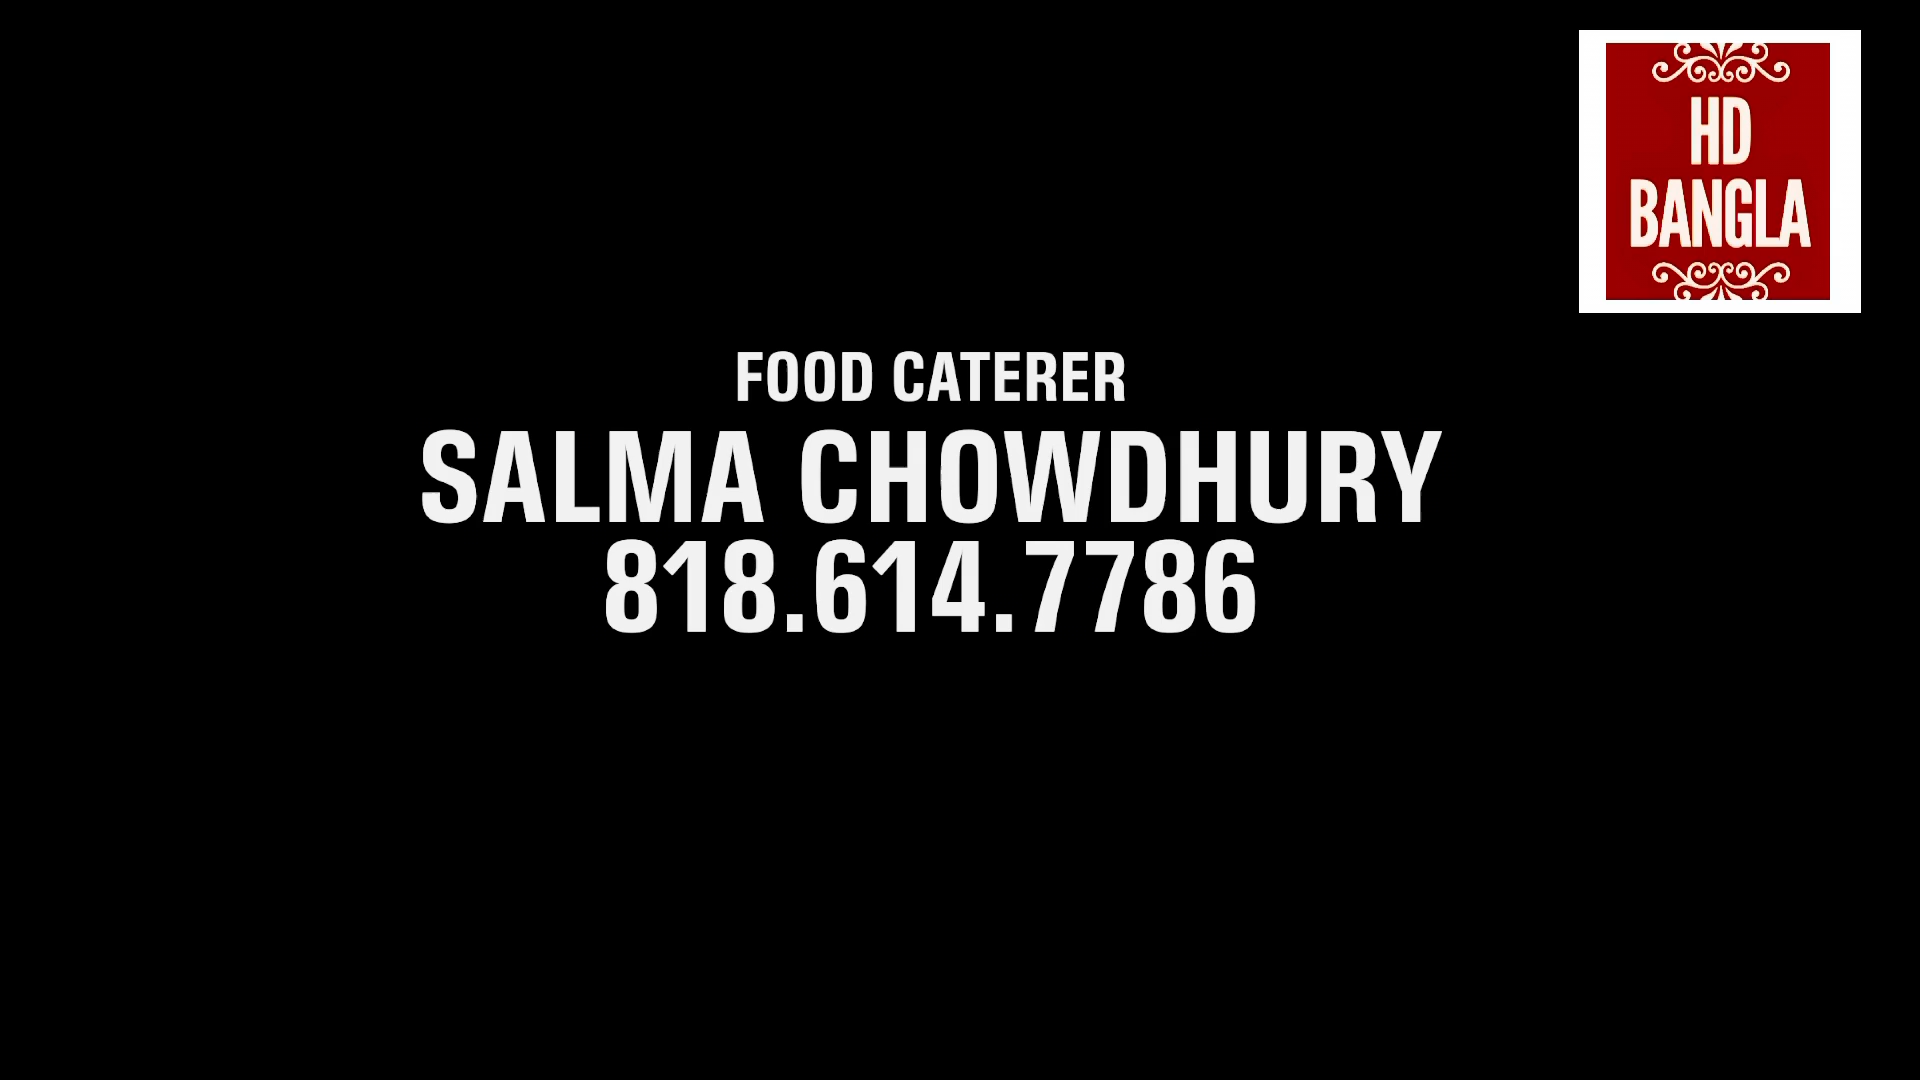 HD
BANGLA
FOOD CATERER
SALMA CHOWDHURY
818.614.7786